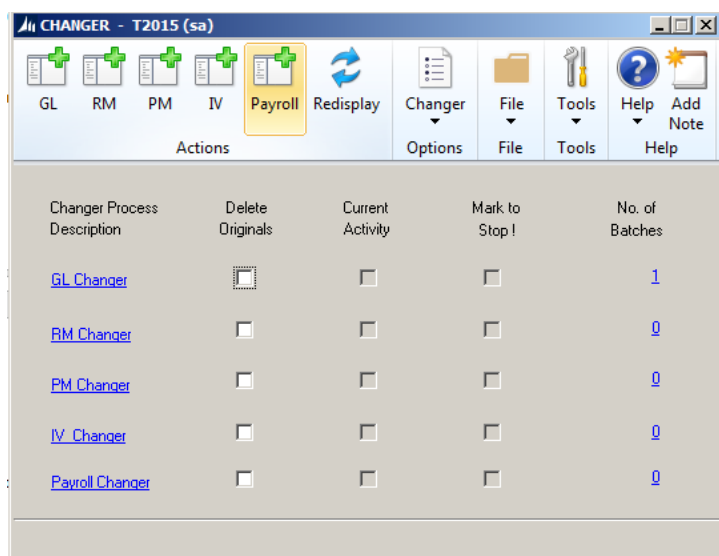 CHANGER - T2015 (sa)
GL RM PM IV Payroll Redisplay Changer File Tools Help Add Note
Actions Options File Tools Help
Changer Process Description Delete Originals Current Activity Mark to Stop ! No. of Batches
GL Changer 1
RM Changer 0
PM Changer 0
IV Changer 0
Payroll Changer 0